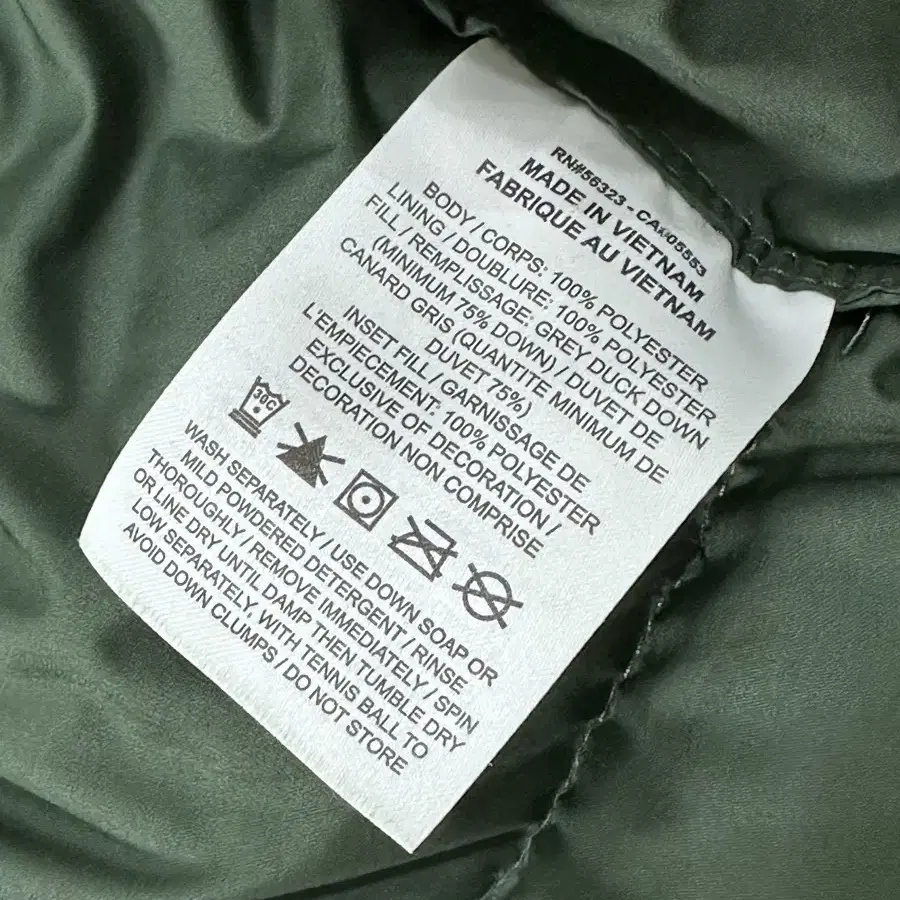 RN#56323 - CA#05553
MADE IN VIETNAM
FABRIQUE AU VIETNAM
BODY / CORPS: 100% POLYESTER
LINING / DOUBLURE: 100% POLYESTER
FILL / REMPLISSAGE: GREY DUCK DOWN
(MINIMUM 75% DOWN) / DUVET DE
CANARD GRIS (QUANTITE MINIMUM DE
DUVET 75%)
INSERT FILL / GARNISSAGE DE
L'EMPIECEMENT: 100% POLYESTER
EXCLUSIVE OF DECORATION /
DECORATION NON COMPRISE
30C
WASH SEPARATELY / USE DOWN SOAP OR
MILD POWDERED DETERGENT / RINSE
THOROUGHLY / REMOVE IMMEDIATELY / SPIN
OR LINE DRY UNTIL DAMP THEN TUMBLE DRY
LOW SEPARATELY, WITH TENNIS BALL TO
AVOID DOWN CLUMPS / DO NOT STORE